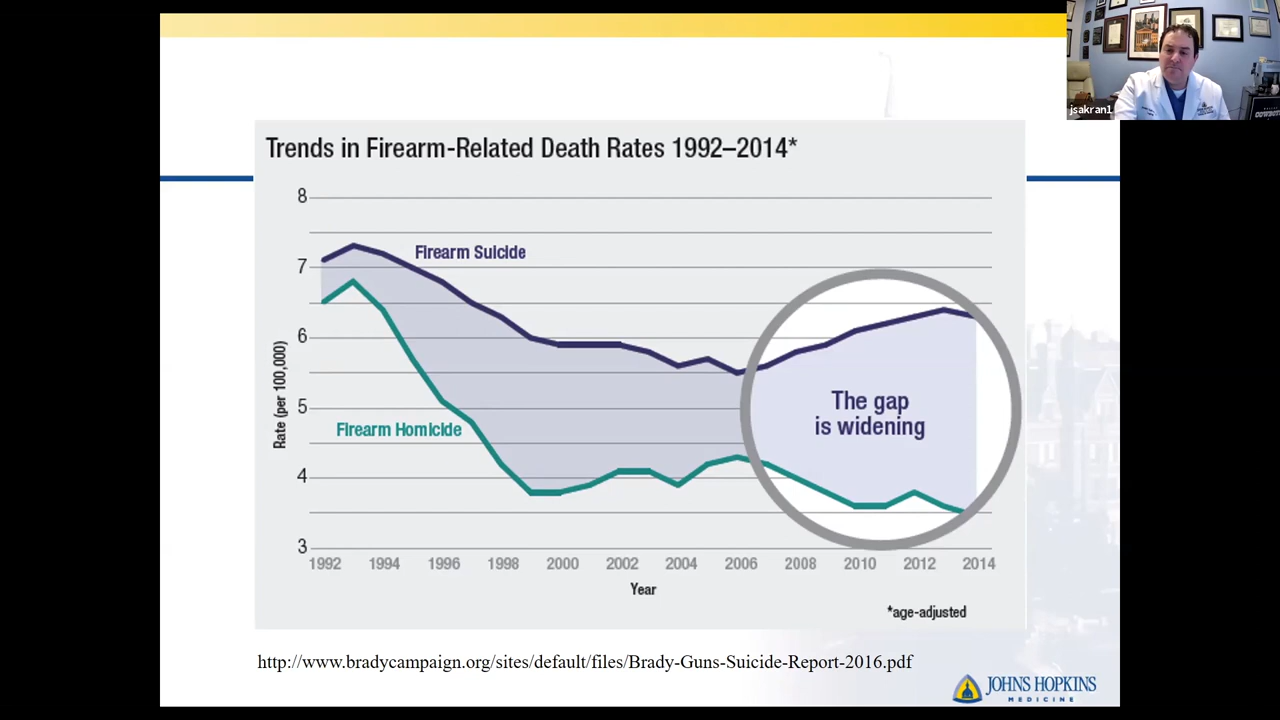 jsakran1
Trends in Firearm-Related Death Rates 1992–2014*
8
7
6
5
4
3
Rate (per 100,000)
Firearm Suicide
Firearm Homicide
The gap
is widening
1992 1994 1996 1998 2000 2002 2004 2006 2008 2010 2012 2014
Year
*age-adjusted
http://www.bradycampaign.org/sites/default/files/Brady-Guns-Suicide-Report-2016.pdf
JOHNS HOPKINS
MEDICINE